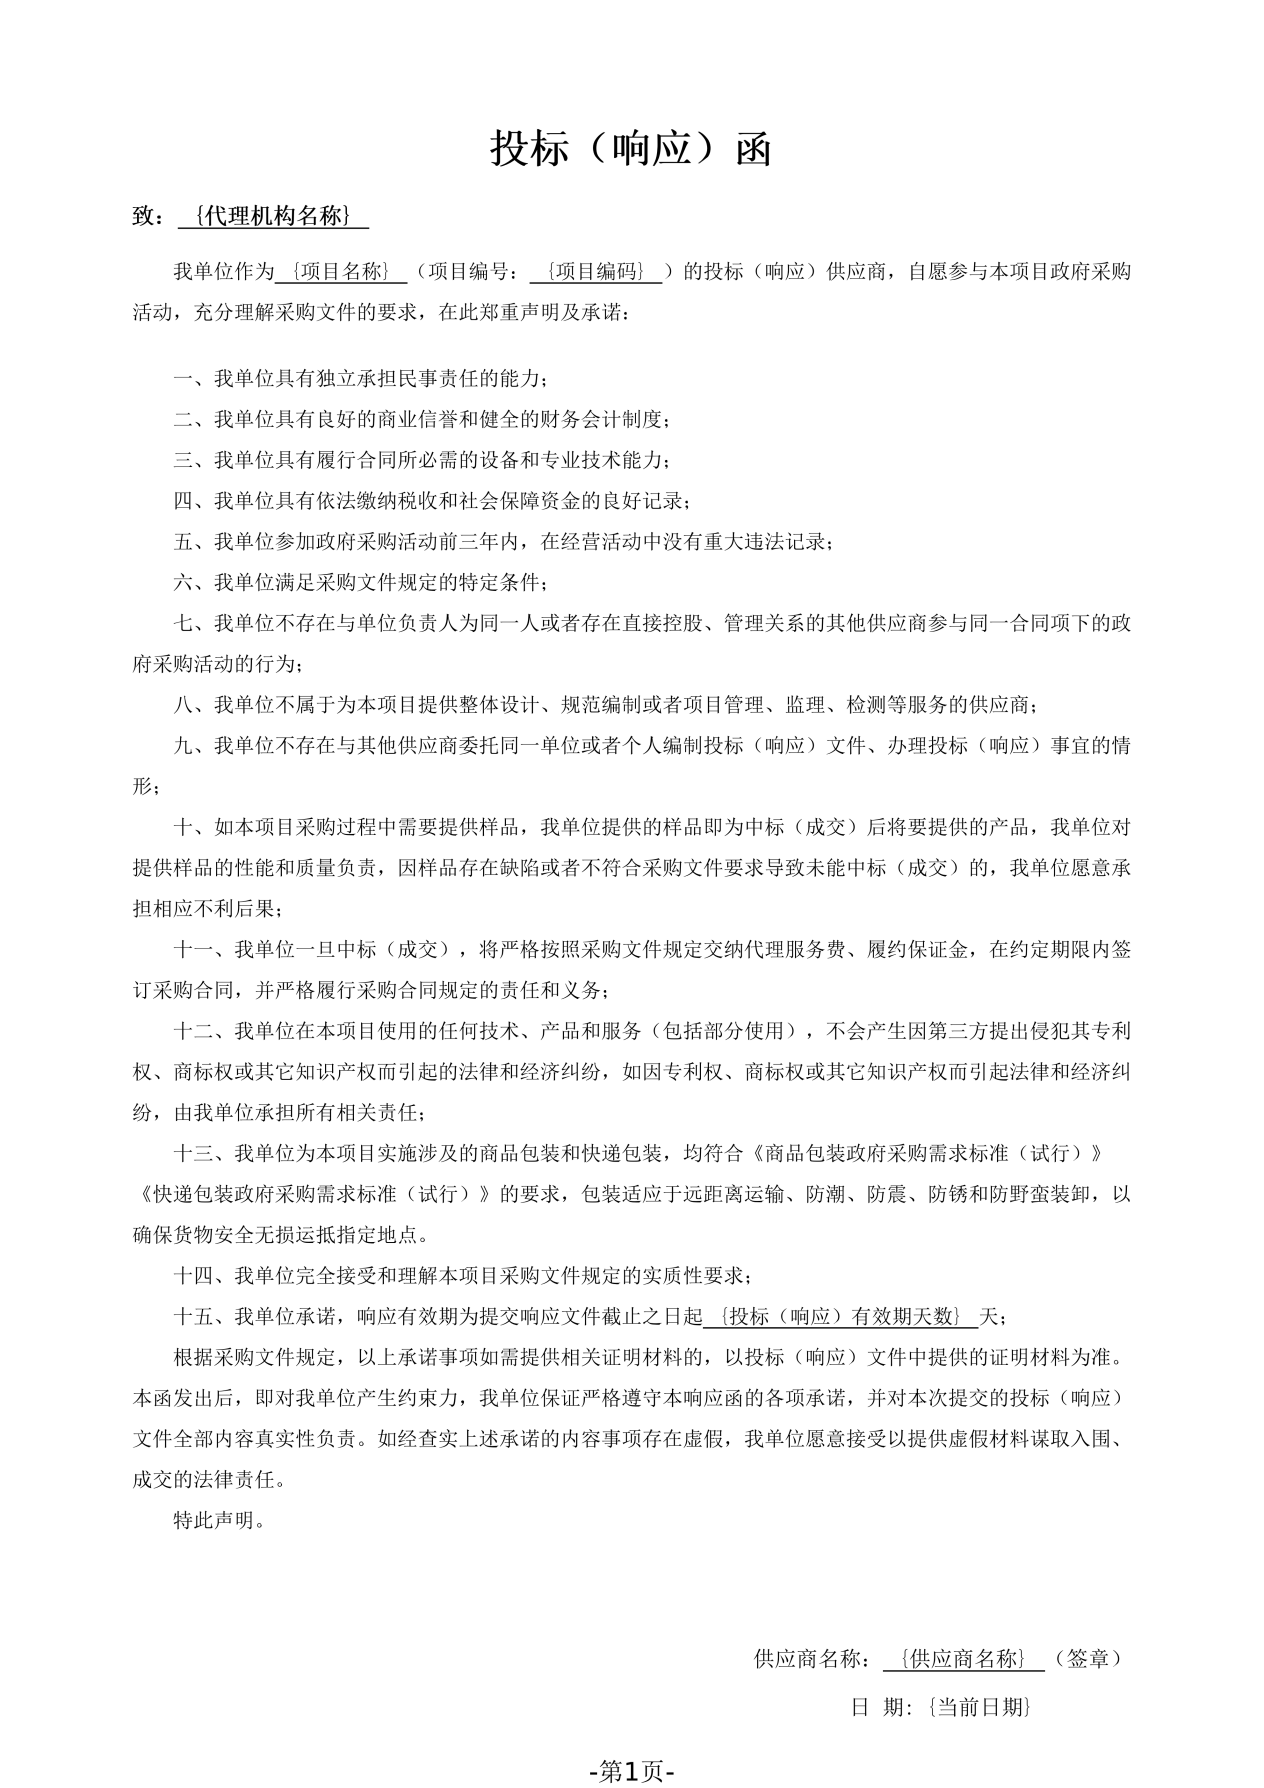 投标（响应）函
致： {代理机构名称}
我单位作为 {项目名称} （项目编号： {项目编码} ）的投标（响应）供应商，自愿参与本项目政府采购
活动，充分理解采购文件的要求，在此郑重声明及承诺：
一、我单位具有独立承担民事责任的能力；
二、我单位具有良好的商业信誉和健全的财务会计制度；
三、我单位具有履行合同所必需的设备和专业技术能力；
四、我单位具有依法缴纳税收和社会保障资金的良好记录；
五、我单位参加政府采购活动前三年内，在经营活动中没有重大违法记录；
六、我单位满足采购文件规定的特定条件；
七、我单位不存在与单位负责人为同一人或者存在直接控股、管理关系的其他供应商参与同一合同项下的政
府采购活动的行为；
八、我单位不属于为本项目提供整体设计、规范编制或者项目管理、监理、检测等服务的供应商；
九、我单位不存在与其他供应商委托同一单位或者个人编制投标（响应）文件、办理投标（响应）事宜的情
形；
十、如本项目采购过程中需要提供样品，我单位提供的样品即为中标（成交）后将要提供的产品，我单位对
提供样品的性能和质量负责，因样品存在缺陷或者不符合采购文件要求导致未能中标（成交）的，我单位愿意承
担相应不利后果；
十一、我单位一旦中标（成交），将严格按照采购文件规定交纳代理服务费、履约保证金，在约定期限内签
订采购合同，并严格履行采购合同规定的责任和义务；
十二、我单位在本项目使用的任何技术、产品和服务（包括部分使用），不会产生因第三方提出侵犯其专利
权、商标权或其它知识产权而引起的法律和经济纠纷，如因专利权、商标权或其它知识产权而引起法律和经济纠
纷，由我单位承担所有相关责任；
十三、我单位为本项目实施涉及的商品包装和快递包装，均符合《商品包装政府采购需求标准（试行）》
《快递包装政府采购需求标准（试行）》的要求，包装适应于远距离运输、防潮、防震、防锈和防野蛮装卸，以
确保货物安全无损运抵指定地点。
十四、我单位完全接受和理解本项目采购文件规定的实质性要求；
十五、我单位承诺，响应有效期为提交响应文件截止之日起 {投标（响应）有效期天数} 天；
根据采购文件规定，以上承诺事项如需提供相关证明材料的，以投标（响应）文件中提供的证明材料为准。
本函发出后，即对我单位产生约束力，我单位保证严格遵守本响应函的各项承诺，并对本次提交的投标（响应）
文件全部内容真实性负责。如经查实上述承诺的内容事项存在虚假，我单位愿意接受以提供虚假材料谋取入围、
成交的法律责任。
特此声明。
供应商名称： {供应商名称} （签章）
日 期：{当前日期}
-第1页-